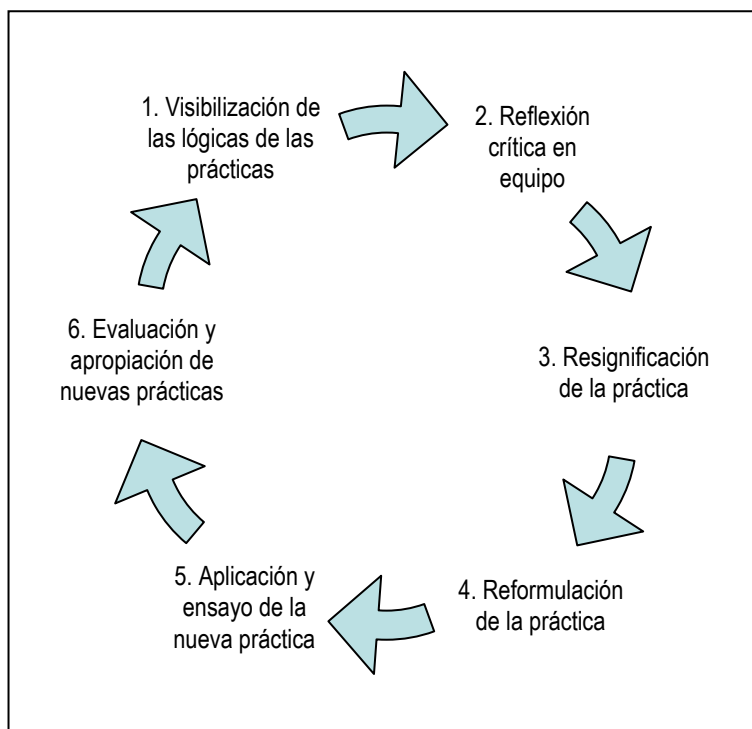 1. Visibilización de
las lógicas de las
prácticas
2. Reflexión
crítica en
equipo
3. Resignificación
de la práctica
4. Reformulación
de la práctica
5. Aplicación y
ensayo de la
nueva práctica
6. Evaluación y
apropiación de
nuevas prácticas